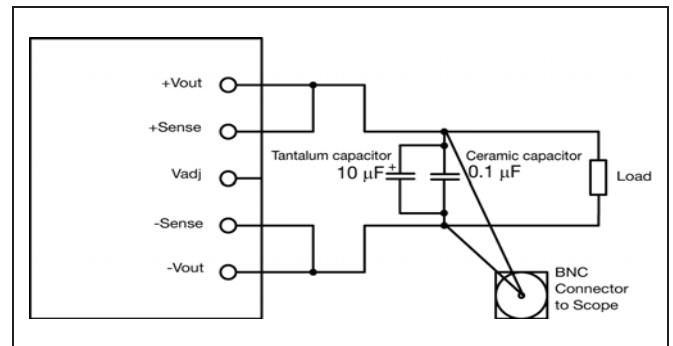 +Vout
+Sense
Vadj
-Sense
-Vout
Tantalum capacitor
10 µF+
Ceramic capacitor
0.1 µF
Load
BNC
Connector
to Scope